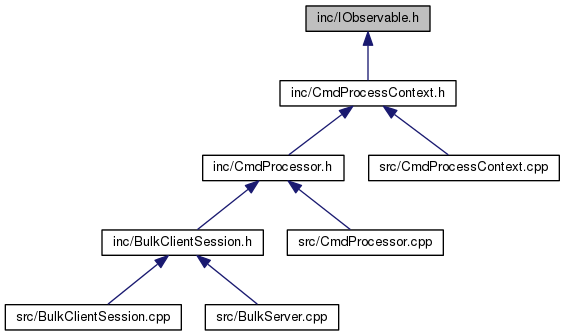 inc/IObservable.h
inc/CmdProcessContext.h
inc/CmdProcessor.h
src/CmdProcessContext.cpp
inc/BulkClientSession.h
src/CmdProcessor.cpp
src/BulkClientSession.cpp
src/BulkServer.cpp